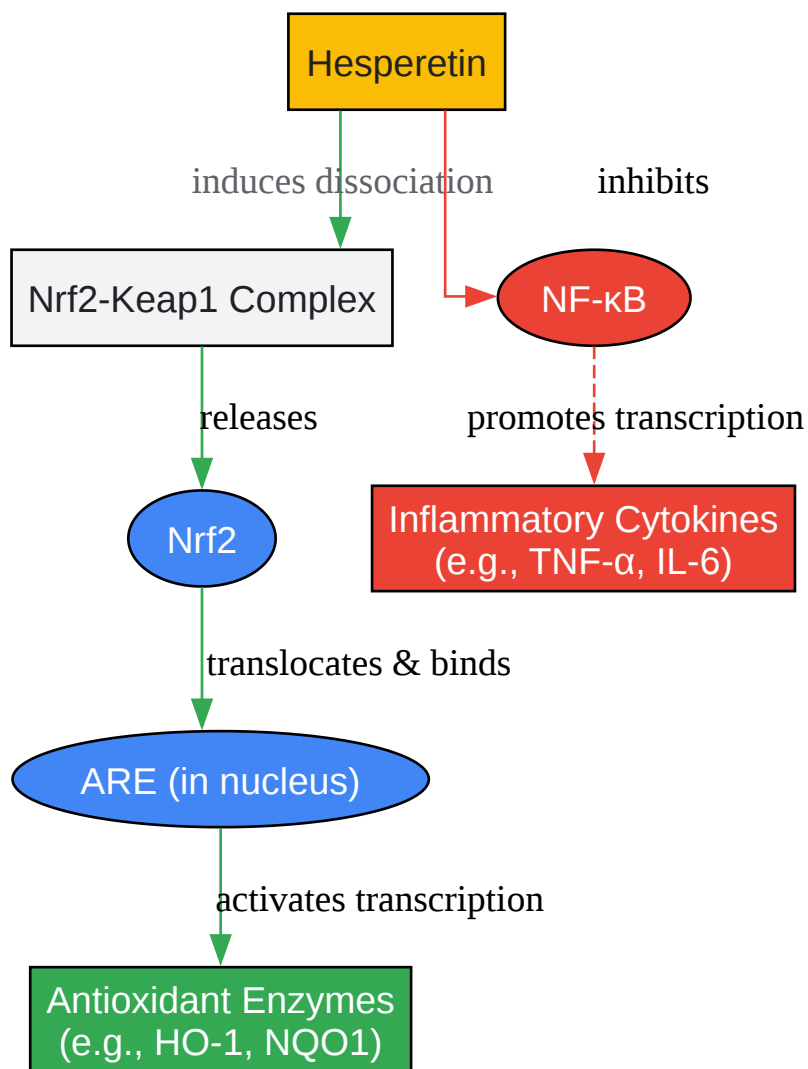 Hesperetin
induces dissociation
inhibits
Nrf2-Keap1 Complex
NF-κB
releases
promotes transcription
Inflammatory Cytokines
(e.g., TNF-α, IL-6)
Nrf2
translocates & binds
ARE (in nucleus)
activates transcription
Antioxidant Enzymes
(e.g., HO-1, NQO1)